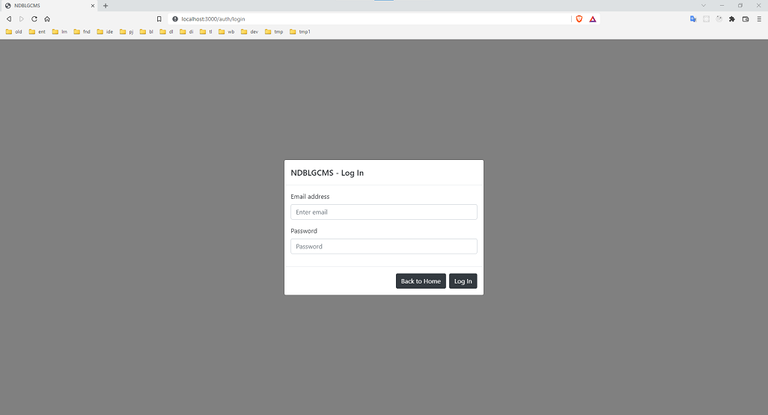 NDBLGCMS
localhost:3000/auth/login
old ent lrn fnd ide pj bl dl di tl wb dev tmp tmp1
NDBLGCMS - Log In
Email address
Enter email
Password
Password
Back to Home Log In